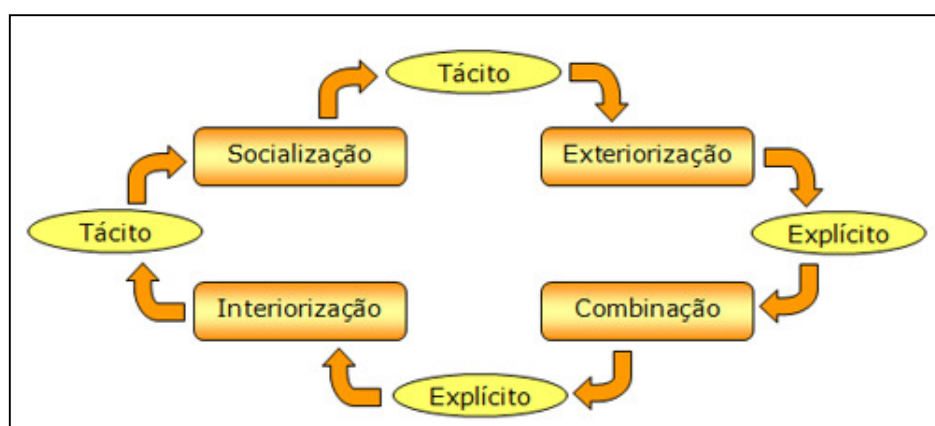 Tácito
Socialização
Exteriorização
Tácito
Explícito
Interiorização
Combinação
Explícito